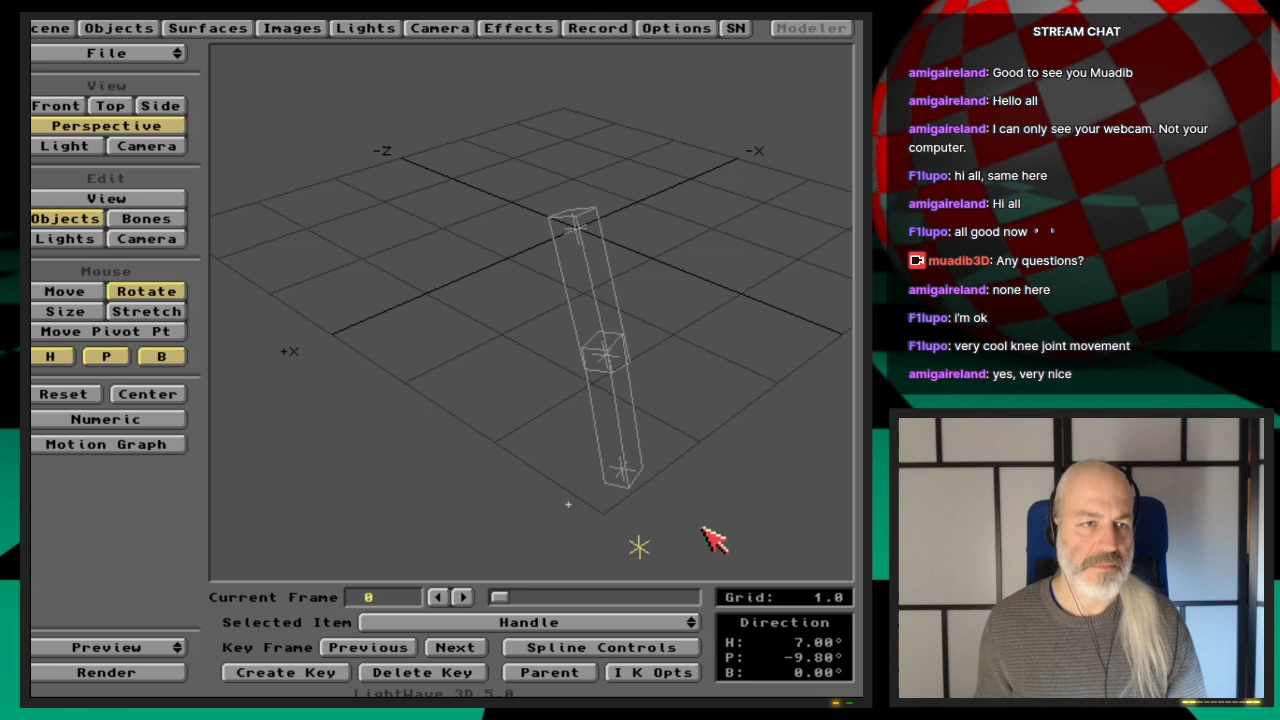 cene Objects Surfaces Images Lights Camera Effects Record Options SN Modeler
File
View
Front Top Side
Perspective
Light Camera
Edit
View
Objects Bones
Lights Camera
Mouse
Move Rotate
Size Stretch
Move Pivot Pt
H P B
Reset Center
Numeric
Motion Graph
Preview
Render
-Z -X
+X
Current Frame 0
Selected Item Handle
Key Frame Previous Next Spline Controls
Create Key Delete Key Parent I K Opts
LightWave 3D 5.0
Grid: 1.0
Direction
H: 7.00°
P: -9.80°
B: 0.00°
STREAM CHAT
amigaireland: Good to see you Muadib
amigaireland: Hello all
amigaireland: I can only see your webcam. Not your
computer.
F1lupo: hi all, same here
amigaireland: Hi all
F1lupo: all good now
muadib3D: Any questions?
amigaireland: none here
F1lupo: i'm ok
F1lupo: very cool knee joint movement
amigaireland: yes, very nice